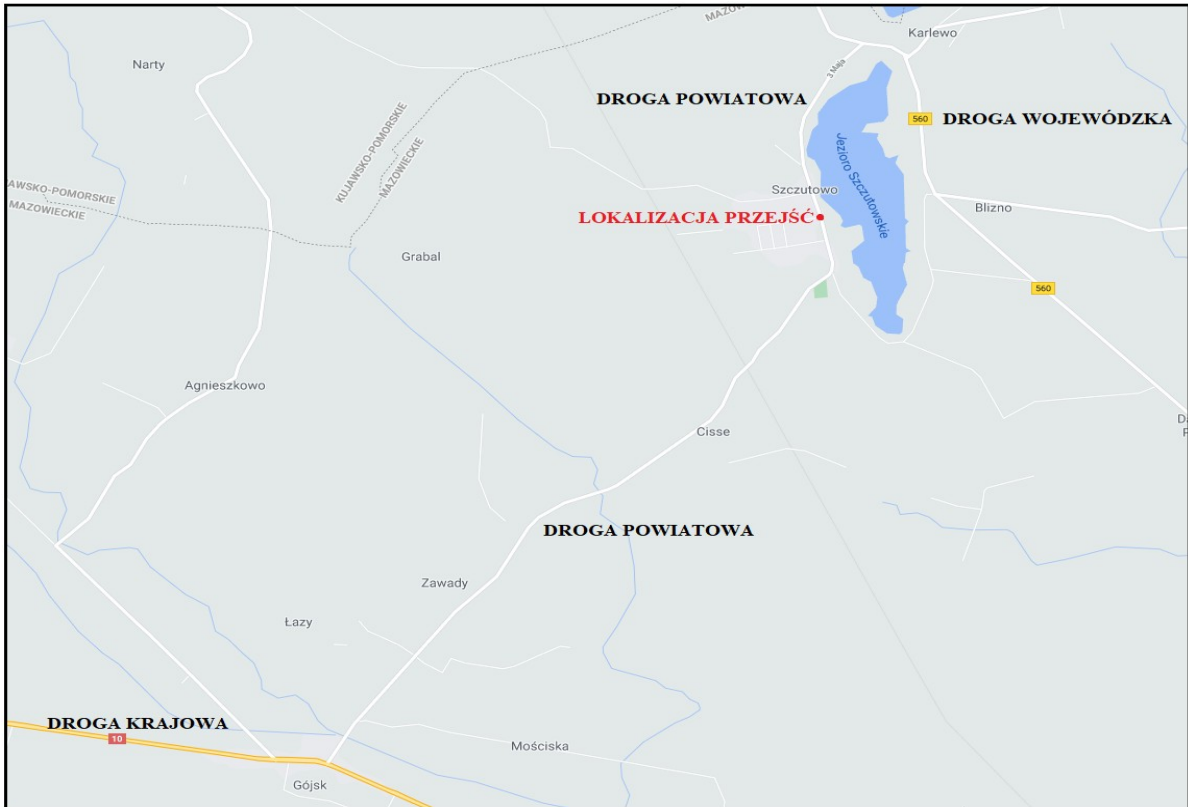 MAZOW
Karlewo
Narty
3 Maja
DROGA POWIATOWA
560
DROGA WOJEWÓDZKA
KUJAWSKO-POMORSKIE
MAZOWIECKIE
Jezioro Szczutowskie
AWSKO-POMORSKIE
MAZOWIECKIE
Szczutowo
Blizno
LOKALIZACJA PRZEJŚĆ
Grabal
560
Agnieszkowo
Cisse
DROGA POWIATOWA
Zawady
Łazy
DROGA KRAJOWA
10
Mościska
Gójsk